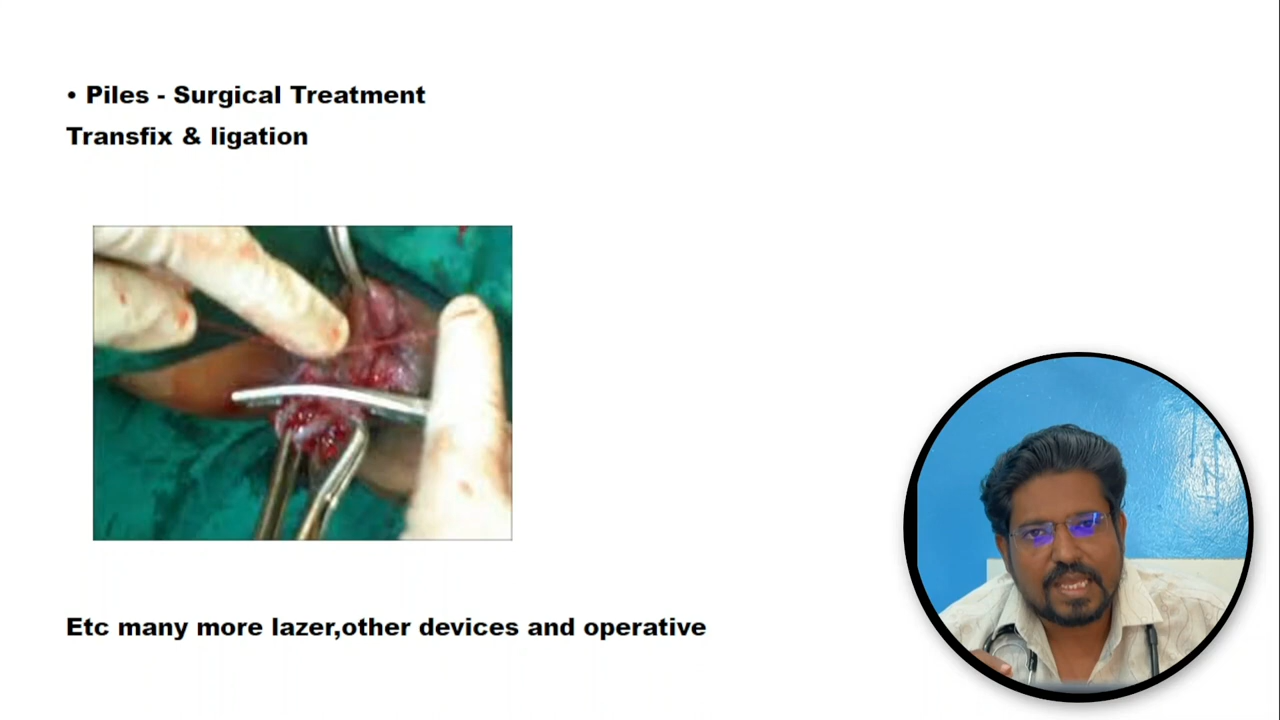 • Piles - Surgical Treatment
Transfix & ligation
Etc many more lazer,other devices and operative